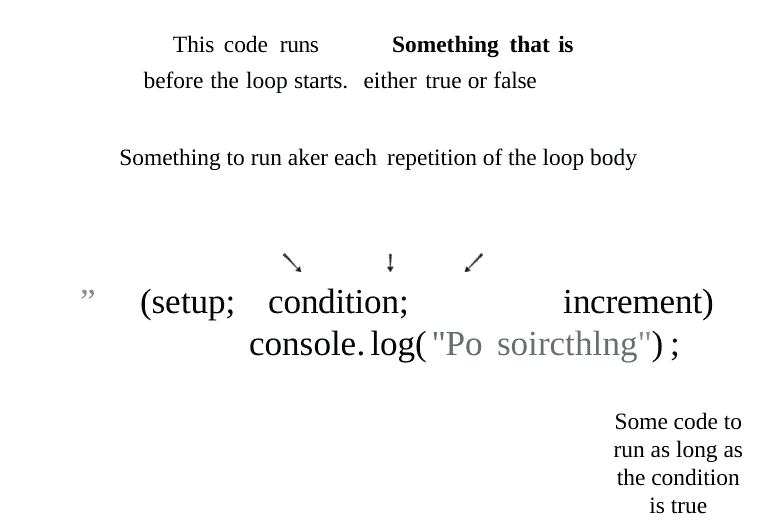 This code runs Something that is
before the loop starts. either true or false
Something to run aker each repetition of the loop body
” (setup; condition; increment)
console.log("Po soircthlng");
Some code to
run as long as
the condition
is true